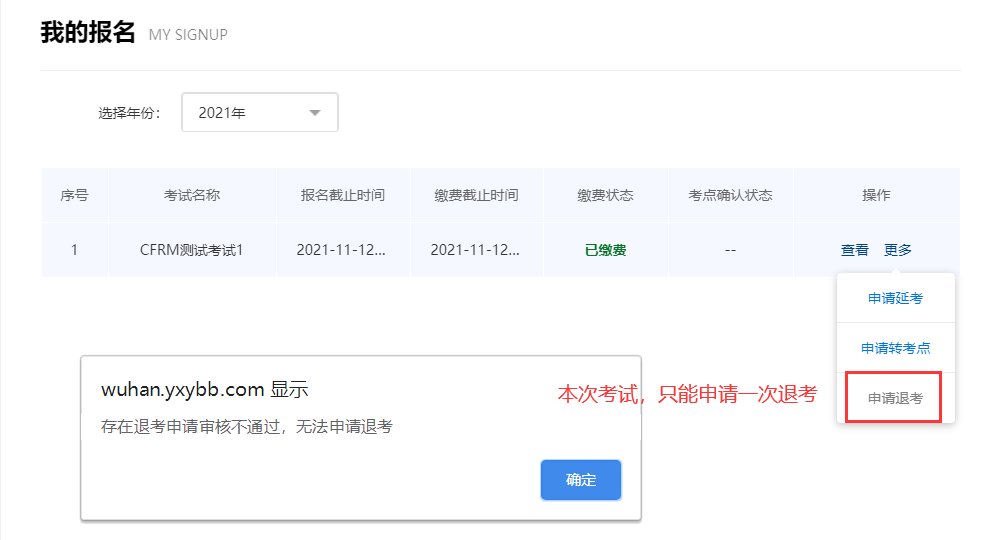 我的报名 MY SIGNUP
选择年份： 2021年
序号 考试名称 报名截止时间 缴费截止时间 缴费状态 考点确认状态 操作
1 CFRM测试考试1 2021-11-12... 2021-11-12... 已缴费 -- 查看 更多
申请延考
申请转考点
申请退考
wuhan.yxybb.com 显示
本次考试，只能申请一次退考
存在退考申请审核不通过，无法申请退考
确定